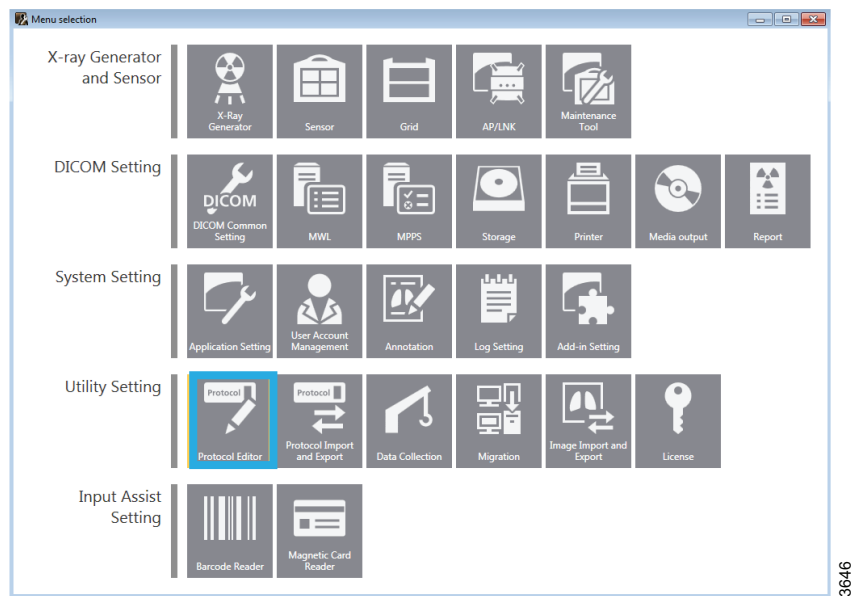 Menu selection
X-ray Generator
and Sensor
X-Ray
Generator
Sensor
Grid
AP/LNK
Maintenance
Tool
DICOM Setting
DICOM
DICOM Common
Setting
MWL
MPPS
Storage
Printer
Media output
Report
System Setting
Application Setting
User Account
Management
Annotation
Log Setting
Add-in Setting
Utility Setting
Protocol
Protocol Editor
Protocol
Protocol Import
and Export
Data Collection
Migration
Image Import and
Export
License
Input Assist
Setting
Barcode Reader
Magnetic Card
Reader
3646